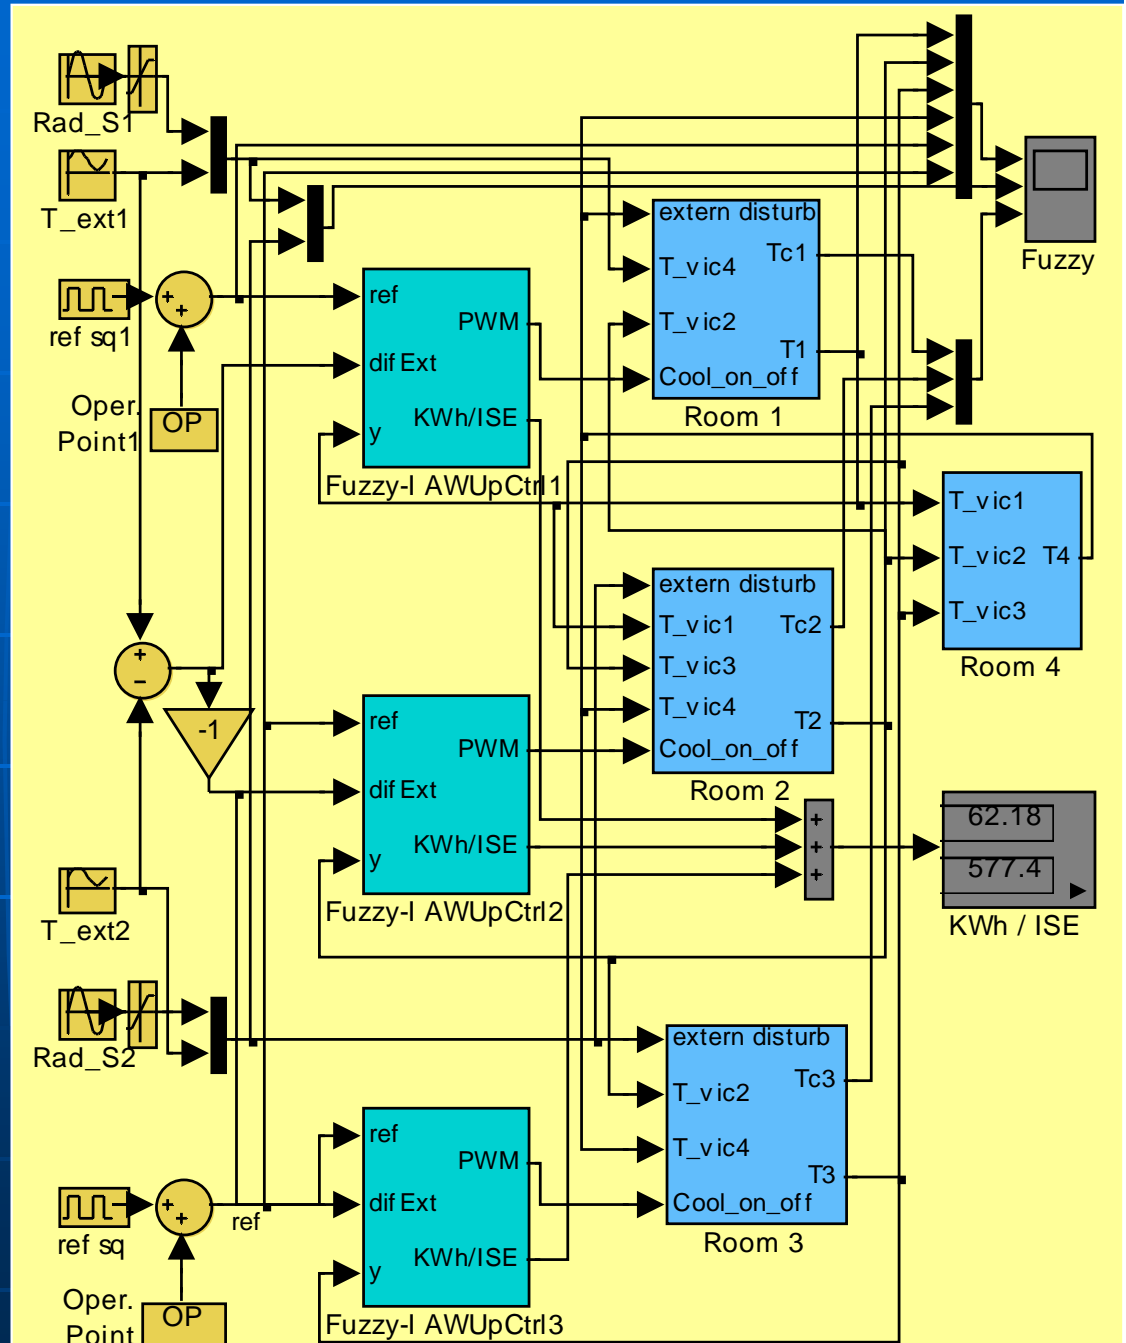 Rad_S1
T_ext1
ref sq1
+
+
Oper.
Point1
OP
ref
PWM
dif Ext
KWh/ISE
y
Fuzzy-I AWUpCtrl1
extern disturb
Tc1
T_vic4
T_vic2
T1
Cool_on_off
Room 1
Fuzzy
T_vic1
T_vic2
T4
T_vic3
Room 4
extern disturb
T_vic1
Tc2
T_vic3
T_vic4
T2
Cool_on_off
Room 2
+
−
-1
ref
PWM
dif Ext
KWh/ISE
y
Fuzzy-I AWUpCtrl2
+
+
+
62.18
577.4
KWh / ISE
T_ext2
Rad_S2
extern disturb
Tc3
T_vic2
T_vic4
T3
Cool_on_off
Room 3
ref
PWM
dif Ext
KWh/ISE
y
Fuzzy-I AWUpCtrl3
+
+
ref
ref sq
Oper.
Point
OP